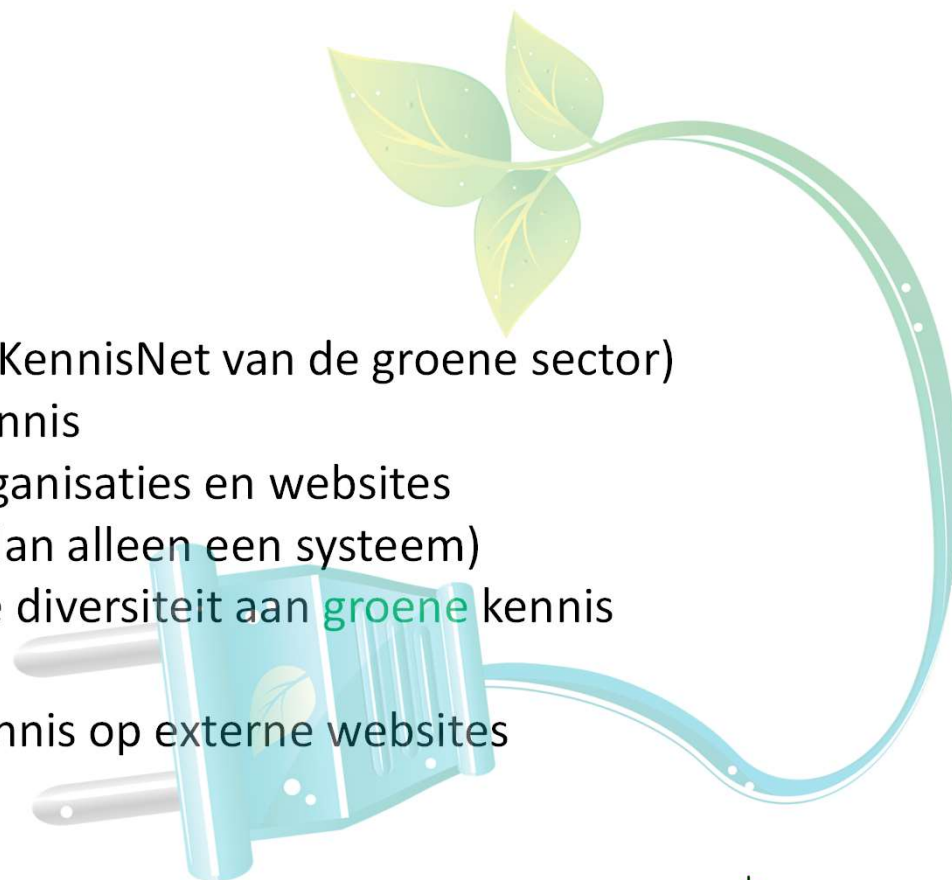 KennisNet van de groene sector)
nnis
ganisaties en websites
an alleen een systeem)
diversiteit aan groene kennis
nnis op externe websites